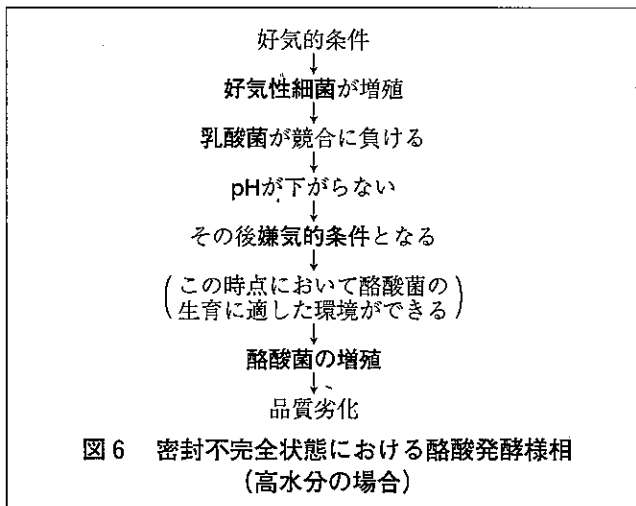 好気的条件
↓
好気性細菌が増殖
↓
乳酸菌が競合に負ける
↓
pHが下がらない
↓
その後嫌気的条件となる
↓
(この時点において酪酸菌の
生育に適した環境ができる)
↓
酪酸菌の増殖
↓
品質劣化
図6 密封不完全状態における酪酸発酵様相
(高水分の場合)